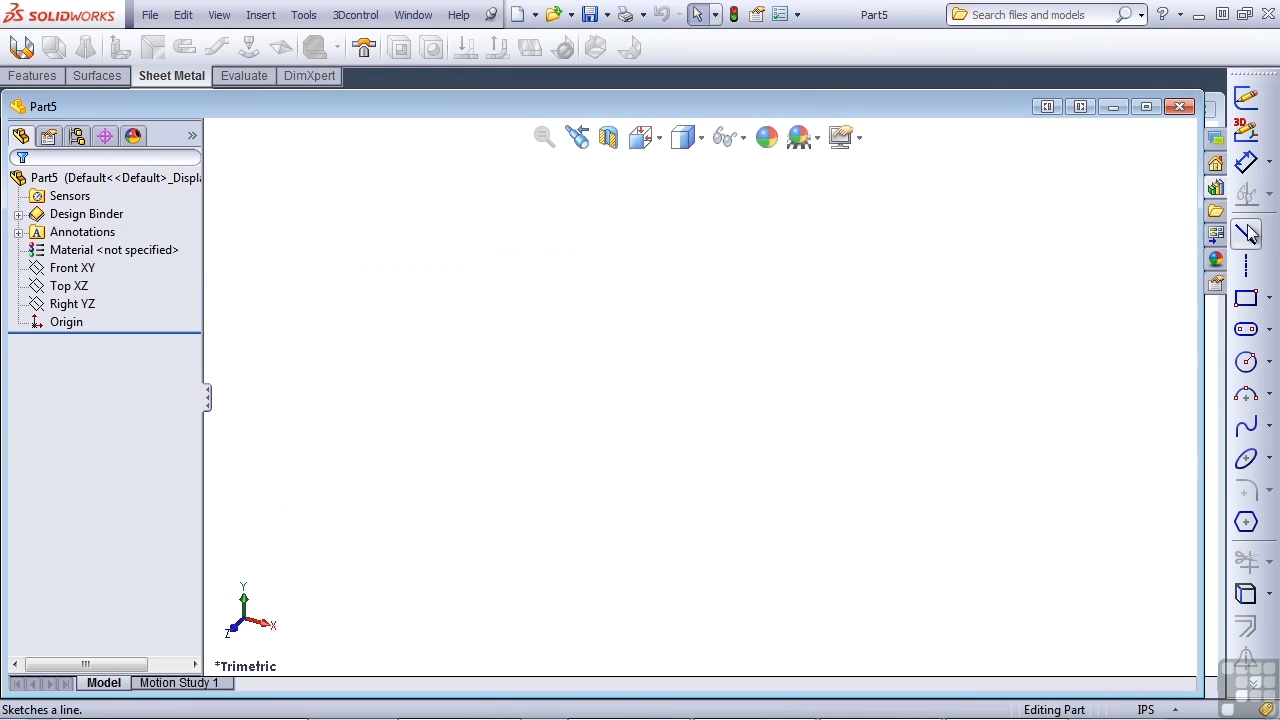 SOLIDWORKS File Edit View Insert Tools 3Dcontrol Window Help Part5 Search files and models
Features Surfaces Sheet Metal Evaluate DimXpert
Part5
Part5 (Default<<Default>_Displa
Sensors
Design Binder
Annotations
Material <not specified>
Front XY
Top XZ
Right YZ
Origin
3D
Y
X
Z
*Trimetric
Model Motion Study 1
Sketches a line. Editing Part IPS